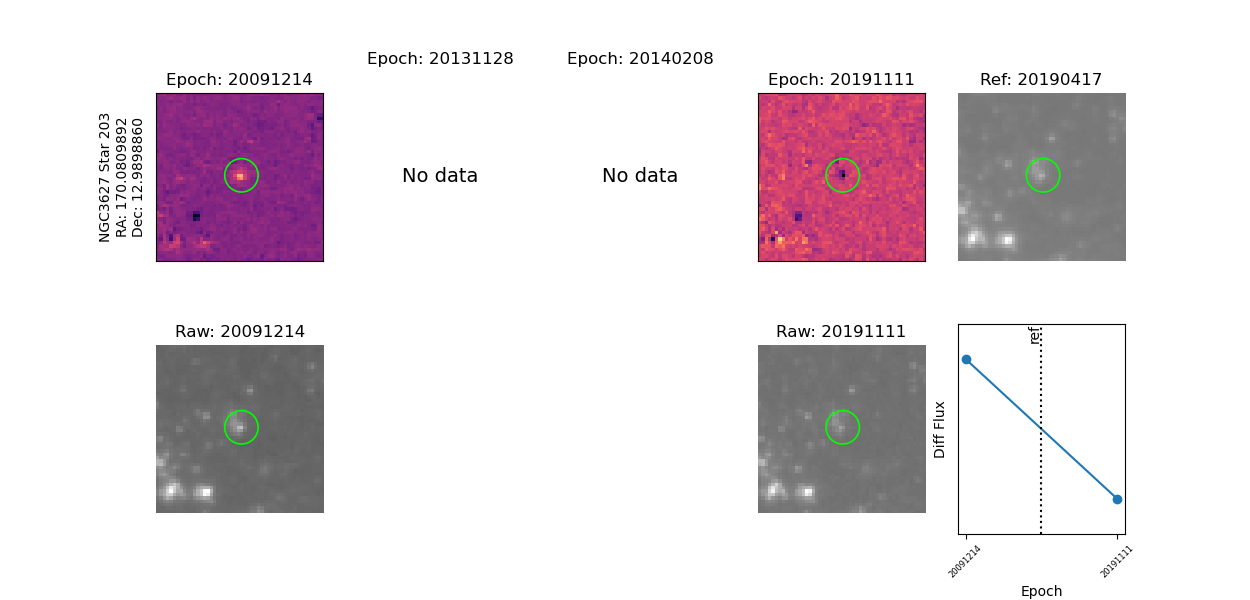 Epoch: 20091214
Epoch: 20131128
Epoch: 20140208
Epoch: 20191111
Ref: 20190417
NGC3627 Star 203
RA: 170.0809892
Dec: 12.9898860
No data
No data
Raw: 20091214
Raw: 20191111
ref
Diff Flux
20091214
20191111
Epoch